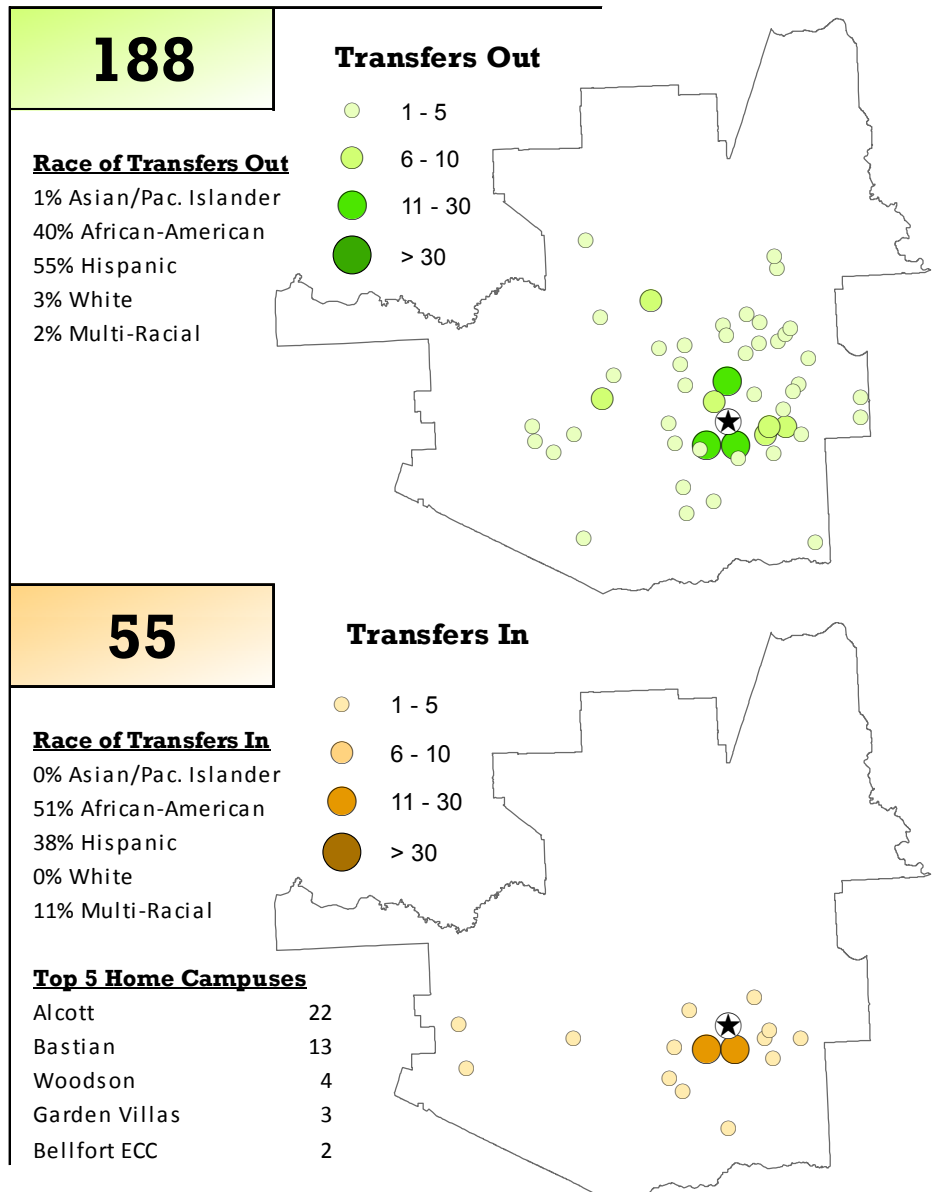 188
Race of Transfers Out
1% Asian/Pac. Islander
40% African-American
55% Hispanic
3% White
2% Multi-Racial
Transfers Out
1 - 5
6 - 10
11 - 30
> 30
55
Race of Transfers In
0% Asian/Pac. Islander
51% African-American
38% Hispanic
0% White
11% Multi-Racial
Top 5 Home Campuses
Alcott 22
Bastian 13
Woodson 4
Garden Villas 3
Bellfort ECC 2
Transfers In
1 - 5
6 - 10
11 - 30
> 30